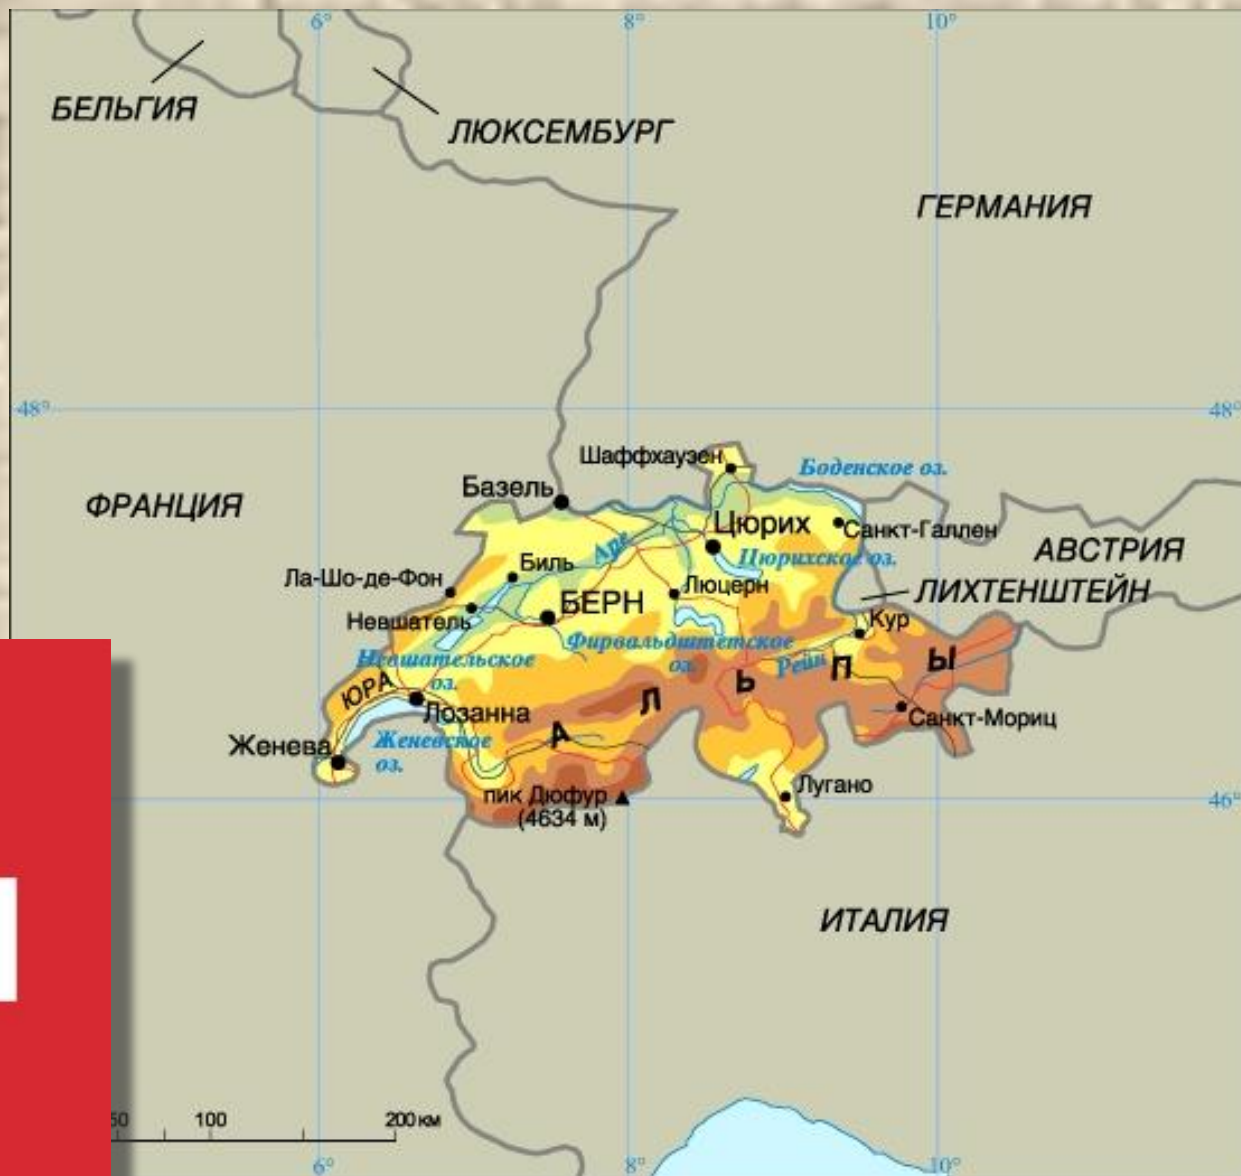 6°
8°
10°
БЕЛЬГИЯ
ЛЮКСЕМБУРГ
ГЕРМАНИЯ
48°
48°
Шаффхаузен
Боденское оз.
Базель
ФРАНЦИЯ
Цюрих
Санкт-Галлен
Аре
АВСТРИЯ
Биль
Цюрихское оз.
Ла-Шо-де-Фон
Люцерн
ЛИХТЕНШТЕЙН
БЕРН
Невшатель
Кур
Фирвальдштетское
оз.
Невшательское
оз.
Рейн
АЛЬПЫ
ЮРА
Лозанна
Санкт-Мориц
Женева
Женевское
оз.
Лугано
пик Дюфур
(4634 м)
46°
ИТАЛИЯ
50
100
200 км
6°
8°
10°